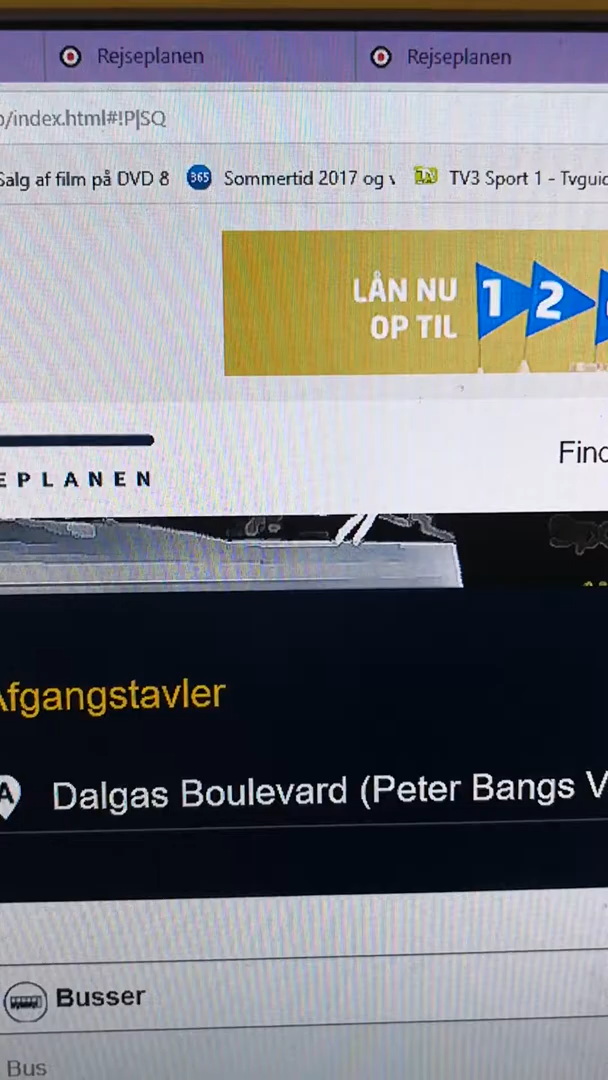 Rejseplanen Rejseplanen
/index.html#!P|SQ
Salg af film på DVD 8 365 Sommertid 2017 og v TV3 Sport 1 - Tvguid
LÅN NU 1 2
OP TIL
EPLANEN Find
Afgangstavler
A Dalgas Boulevard (Peter Bangs V
Busser
Bus